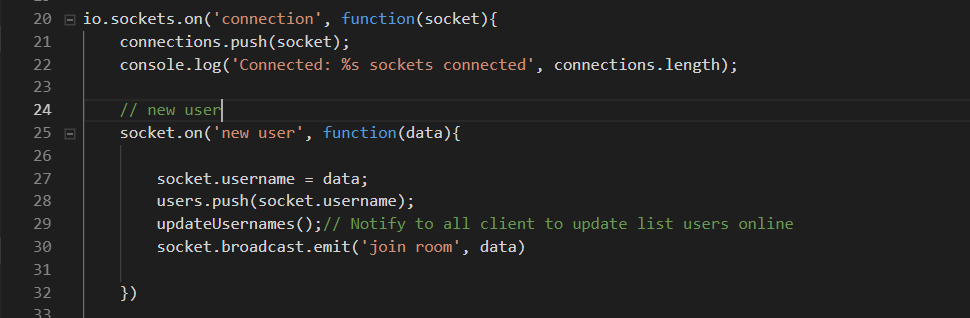 20 io.sockets.on('connection', function(socket){
21 connections.push(socket);
22 console.log('Connected: %s sockets connected', connections.length);
23
24 // new user
25 socket.on('new user', function(data){
26
27 socket.username = data;
28 users.push(socket.username);
29 updateUsernames();// Notify to all client to update list users online
30 socket.broadcast.emit('join room', data)
31
32 })
33